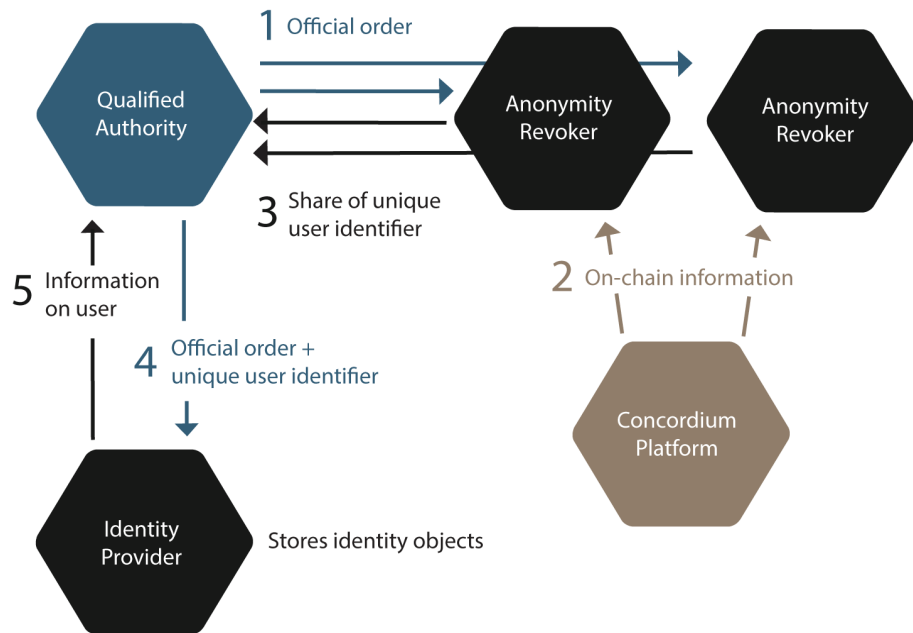 1 Official order
Qualified
Authority
Anonymity
Revoker
Anonymity
Revoker
3 Share of unique
user identifier
2 On-chain information
5 Information
on user
4 Official order +
unique user identifier
Concordium
Platform
Identity
Provider
Stores identity objects